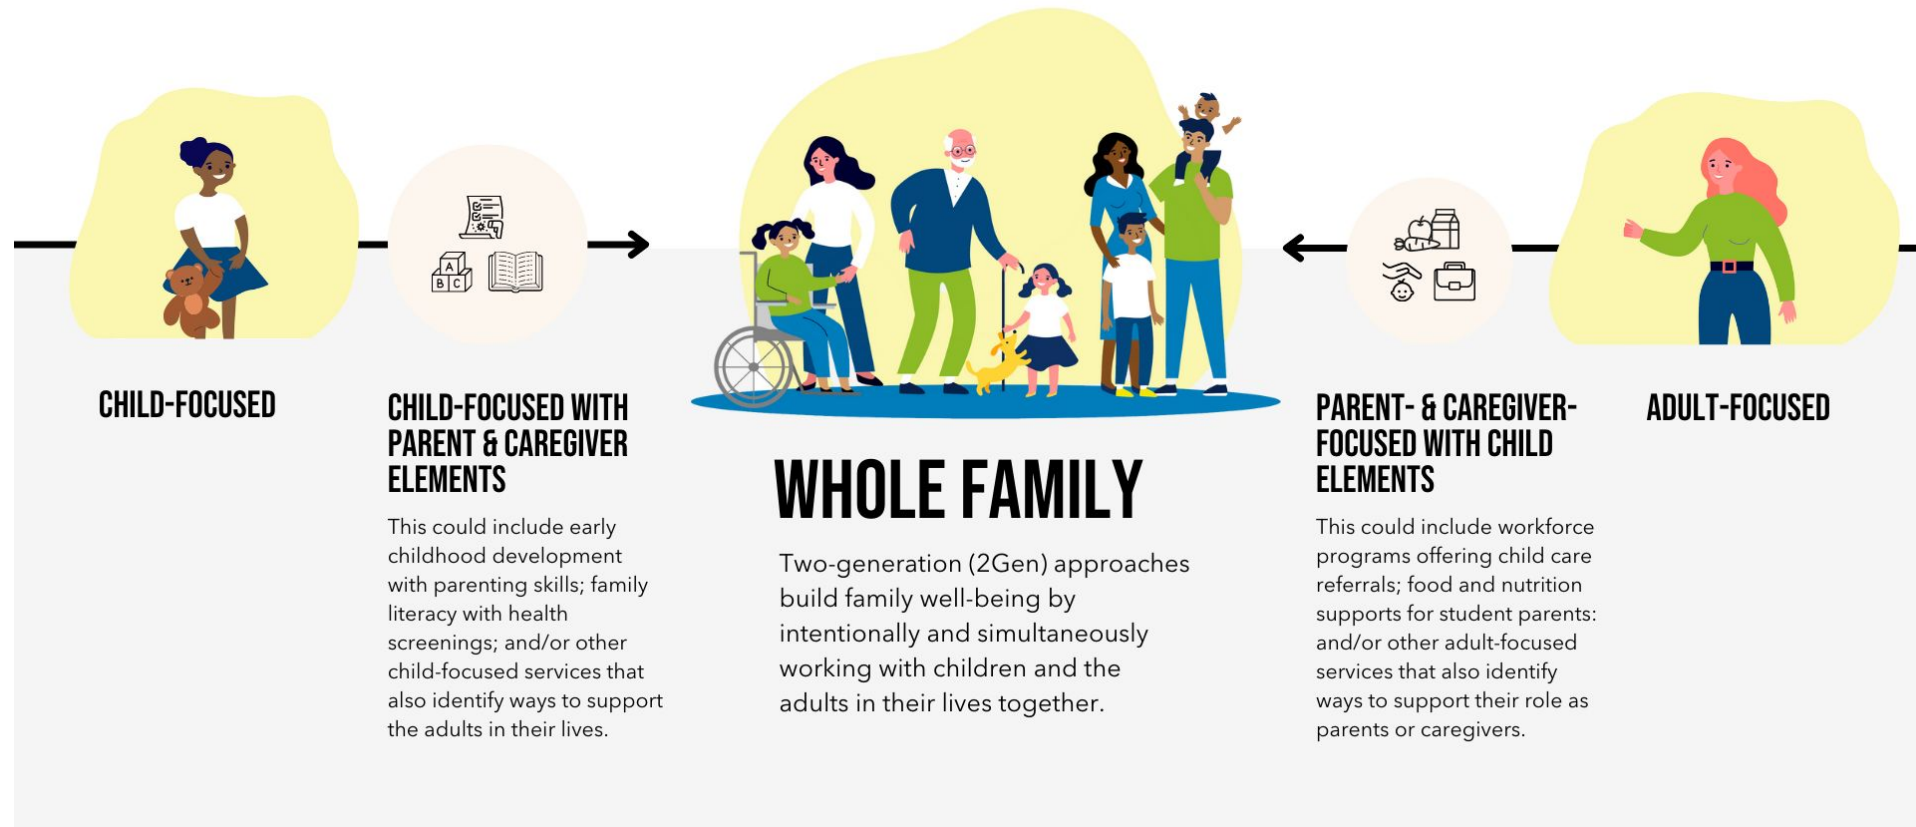 CHILD-FOCUSED
CHILD-FOCUSED WITH
PARENT & CAREGIVER
ELEMENTS
This could include early
childhood development
with parenting skills; family
literacy with health
screenings; and/or other
child-focused services that
also identify ways to support
the adults in their lives.
A
B C
WHOLE FAMILY
Two-generation (2Gen) approaches
build family well-being by
intentionally and simultaneously
working with children and the
adults in their lives together.
PARENT- & CAREGIVER-
FOCUSED WITH CHILD
ELEMENTS
This could include workforce
programs offering child care
referrals; food and nutrition
supports for student parents:
and/or other adult-focused
services that also identify
ways to support their role as
parents or caregivers.
ADULT-FOCUSED